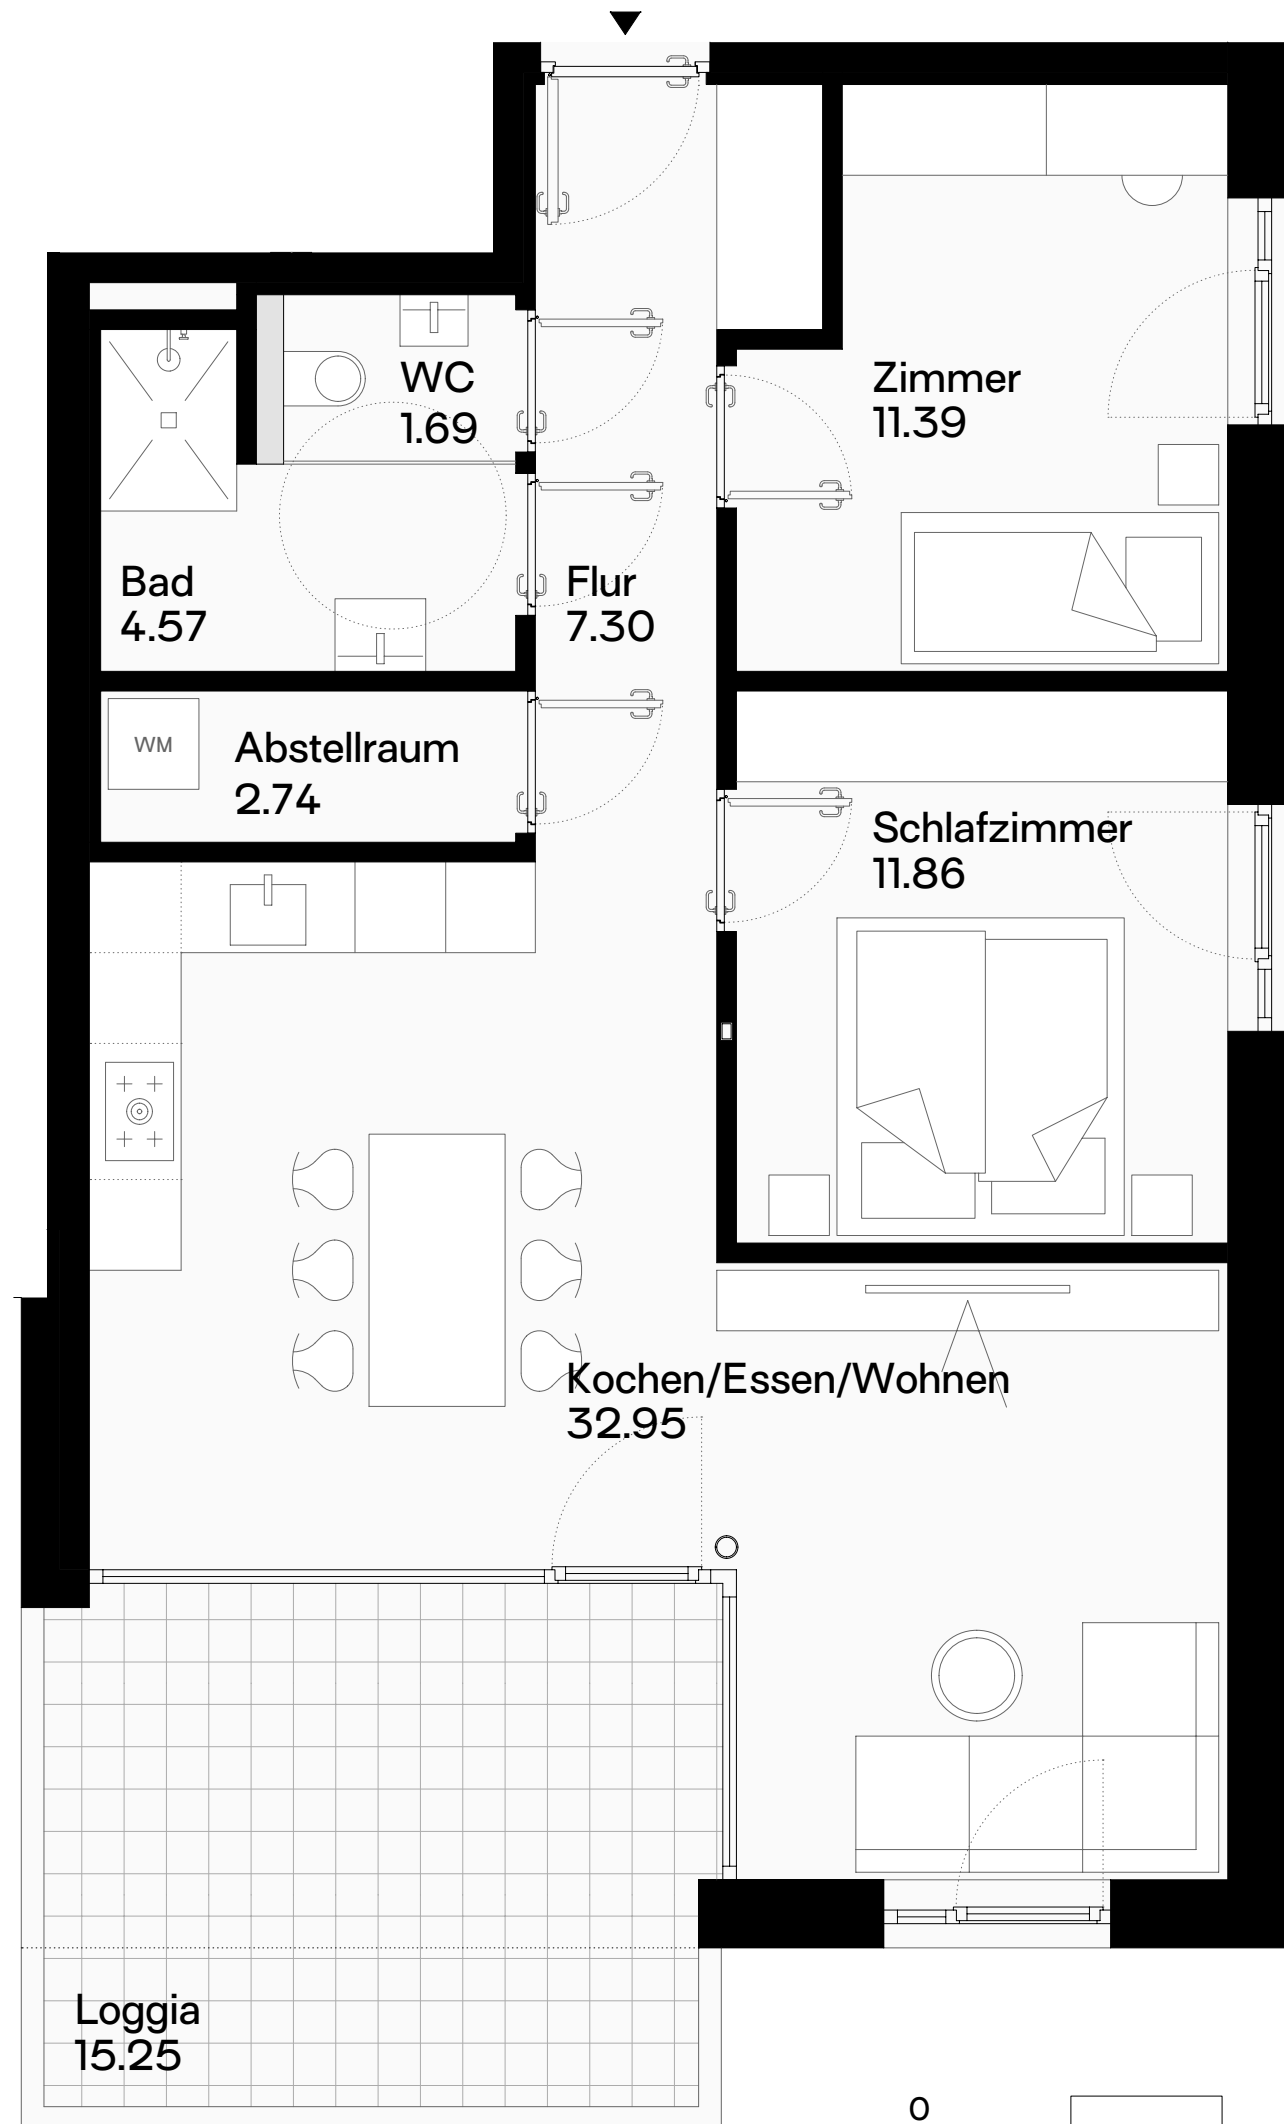 WC
1.69
Zimmer
11.39
Bad
4.57
Flur
7.30
WM
Abstellraum
2.74
Schlafzimmer
11.86
Kochen/Essen/Wohnen
32.95
Loggia
15.25
0